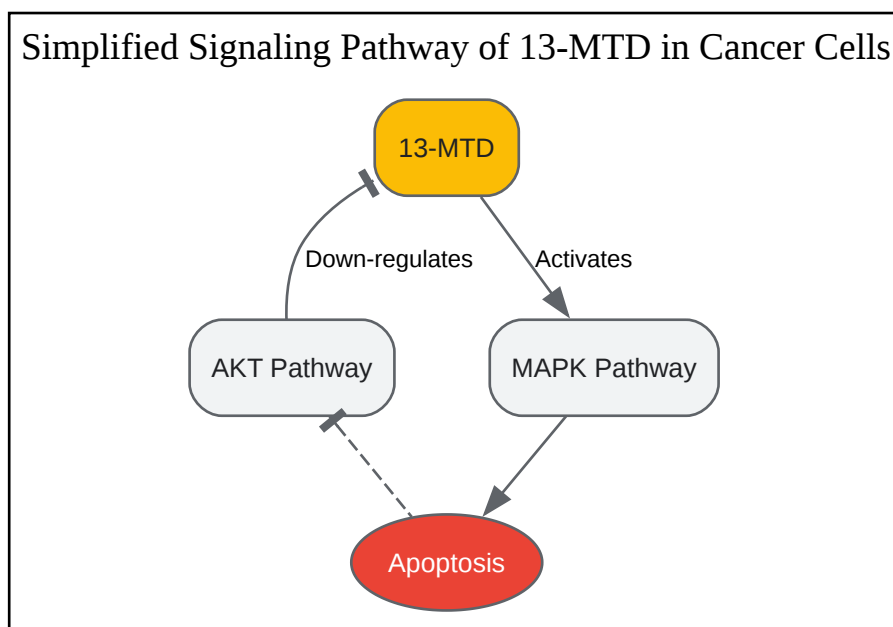 Simplified Signaling Pathway of 13-MTD in Cancer Cells
13-MTD
Down-regulates
Activates
AKT Pathway
MAPK Pathway
Apoptosis